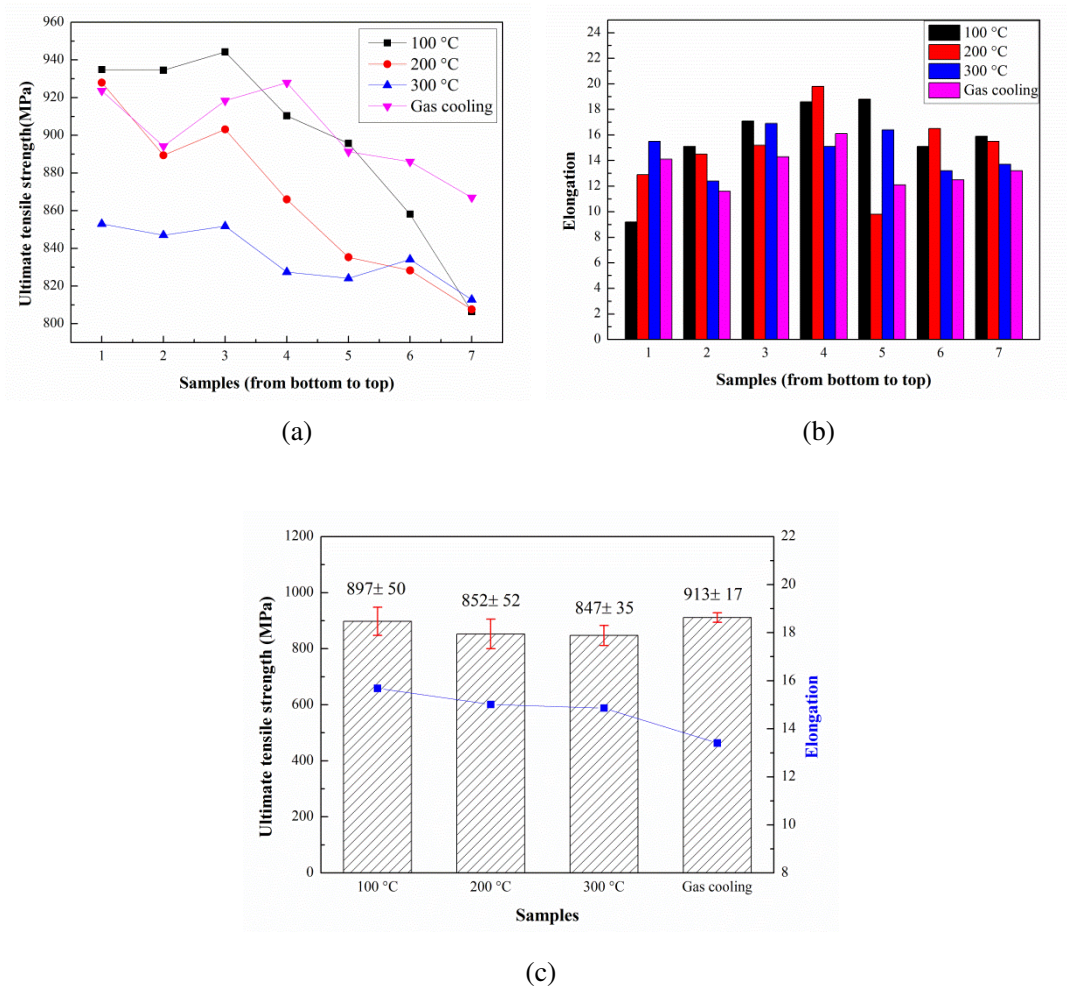 960
940
920
900
880
860
840
820
800
Ultimate tensile strength(MPa)
100 °C
200 °C
300 °C
Gas cooling
1 2 3 4 5 6 7
Samples (from bottom to top)
(a)
24
22
20
18
16
14
12
10
8
6
4
2
0
Elongation
100 °C
200 °C
300 °C
Gas cooling
1 2 3 4 5 6 7
Samples (from bottom to top)
(b)
1200
1000
800
600
400
200
0
Ultimate tensile strength (MPa)
897± 50
852± 52
847± 35
913± 17
22
20
18
16
14
12
10
8
Elongation
100 °C 200 °C 300 °C Gas cooling
Samples
(c)